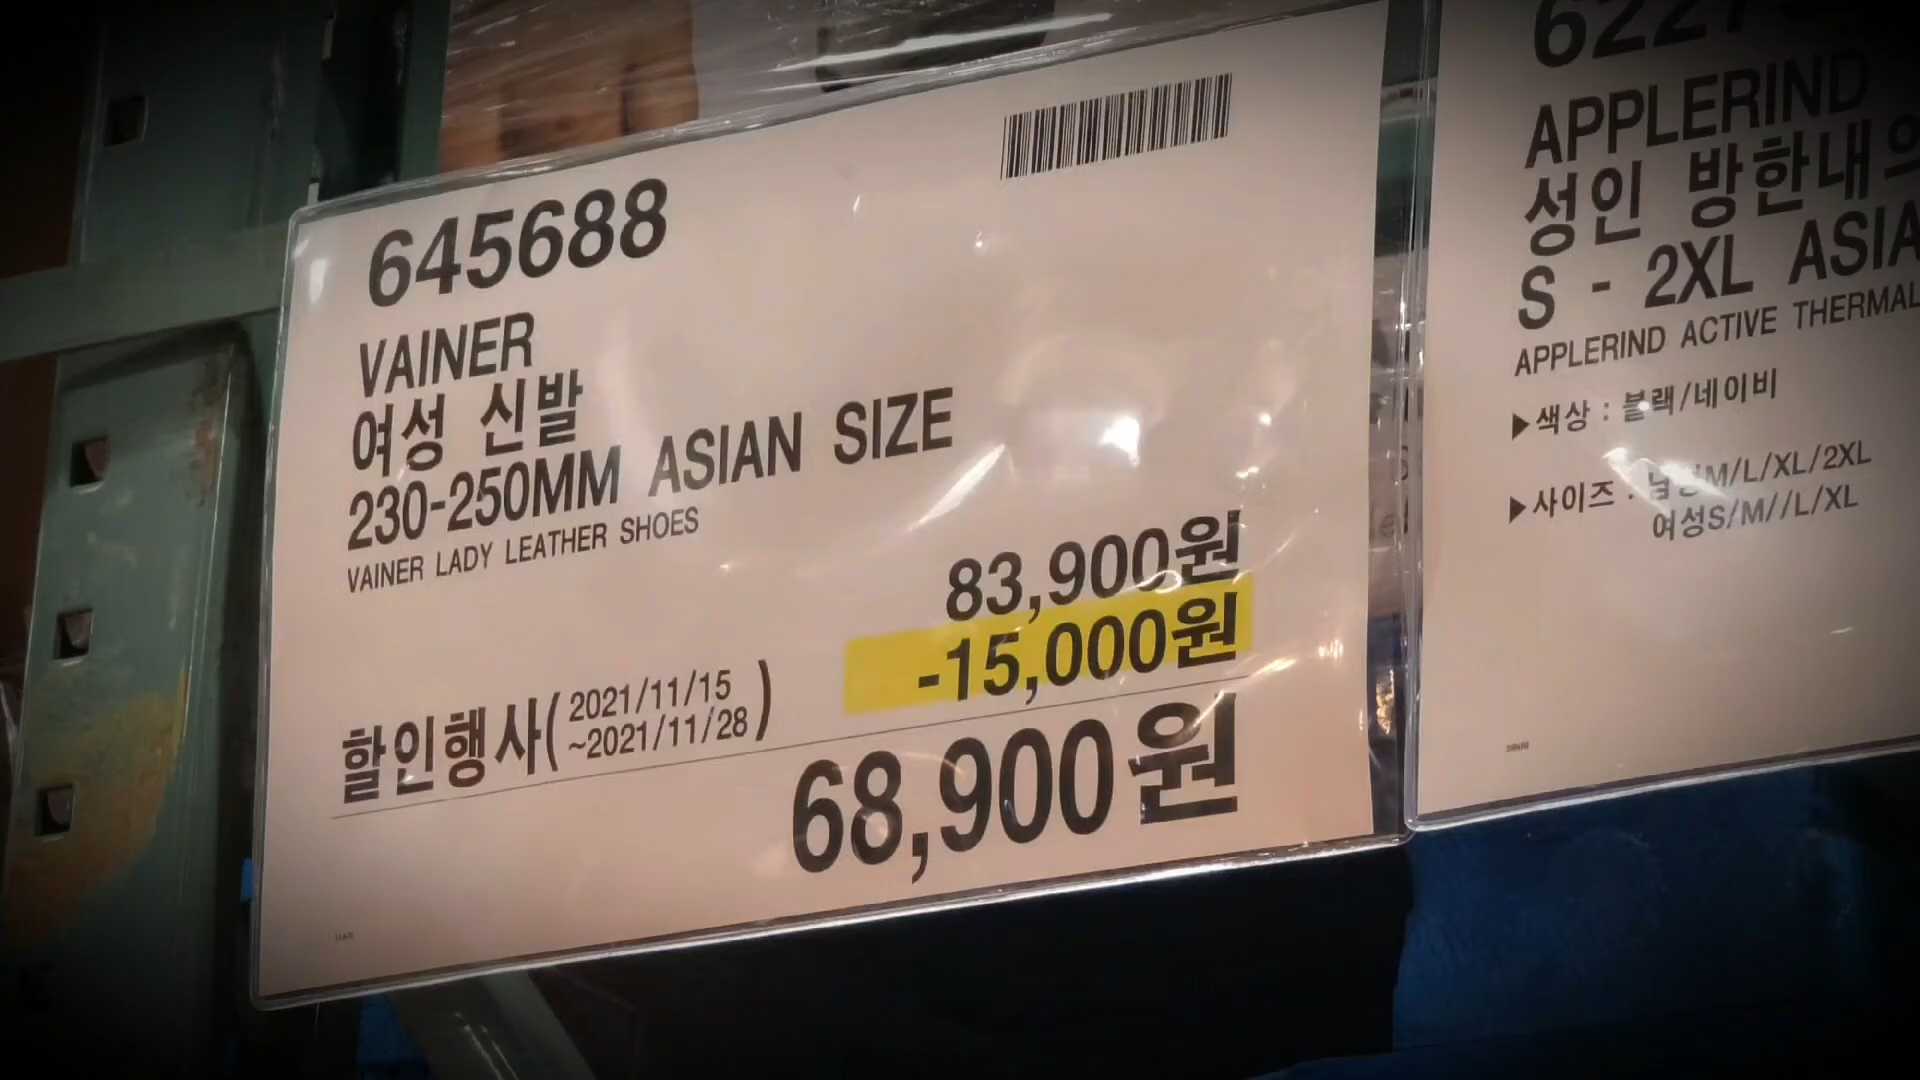 645688
VAINER
여성 신발
230-250MM ASIAN SIZE
VAINER LADY LEATHER SHOES
83,900원
-15,000원
할인행사(2021/11/15
~2021/11/28)
68,900원
APPLERIND
성인 방한내의
S - 2XL ASIA
APPLERIND ACTIVE THERMAL
▶색상 : 블랙/네이비
▶사이즈 : 남성M/L/XL/2XL
여성S/M//L/XL